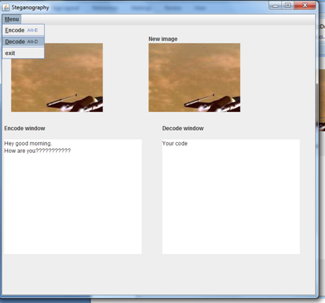 Steganography
Menu
Encode Alt-E
Decode Alt-D
exit
New image
Encode window
Decode window
Hey good morning.
How are you???????????
Your code